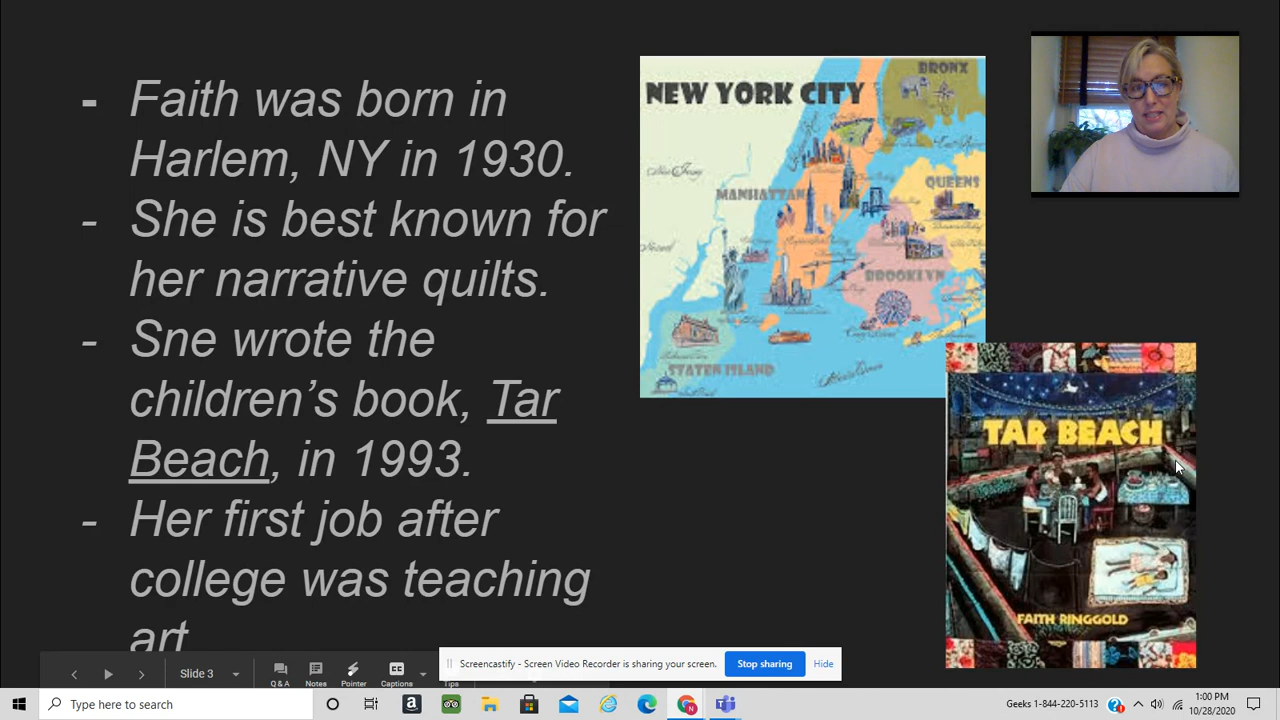 - Faith was born in
Harlem, NY in 1930.
- She is best known for
her narrative quilts.
- Sne wrote the
children’s book, Tar
Beach, in 1993.
- Her first job after
college was teaching
art
NEW YORK CITY
BRONX
MANHATTAN
QUEENS
BROOKLYN
STATEN ISLAND
TAR BEACH
FAITH RINGGOLD
Slide 3
Q & A
Notes
Pointer
Captions
Tips
Screencastify - Screen Video Recorder is sharing your screen.
Stop sharing
Hide
Type here to search
Geeks 1-844-220-5113
1:00 PM
10/28/2020